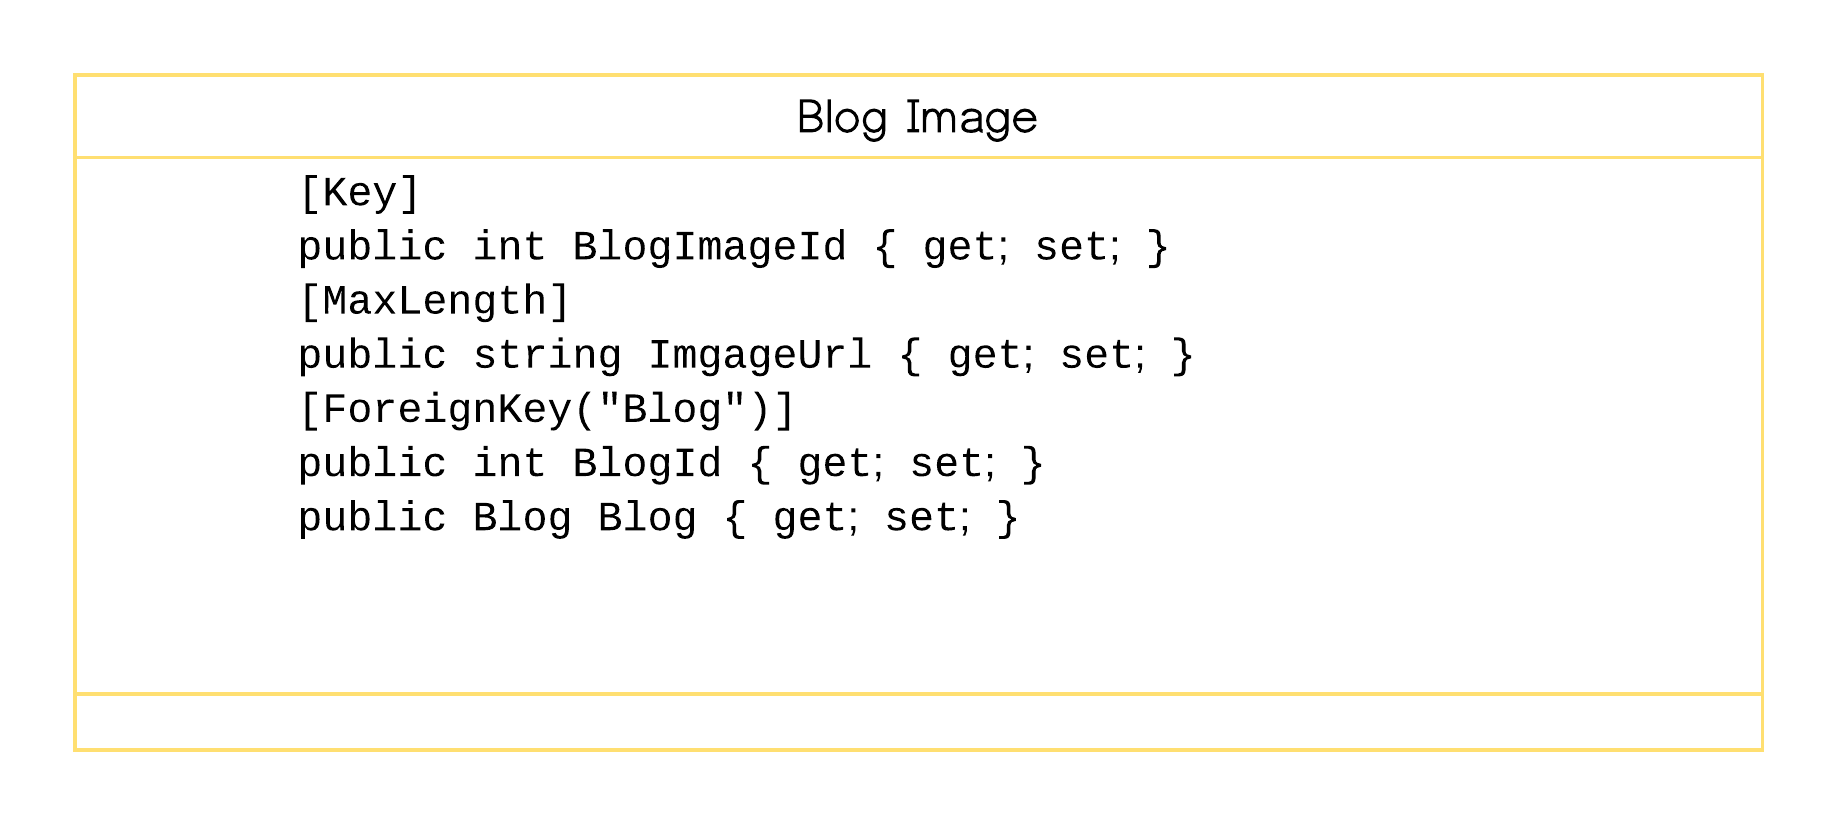 Blog Image
[Key]
public int BlogImageId { get; set; }
[MaxLength]
public string ImgageUrl { get; set; }
[ForeignKey("Blog")]
public int BlogId { get; set; }
public Blog Blog { get; set; }